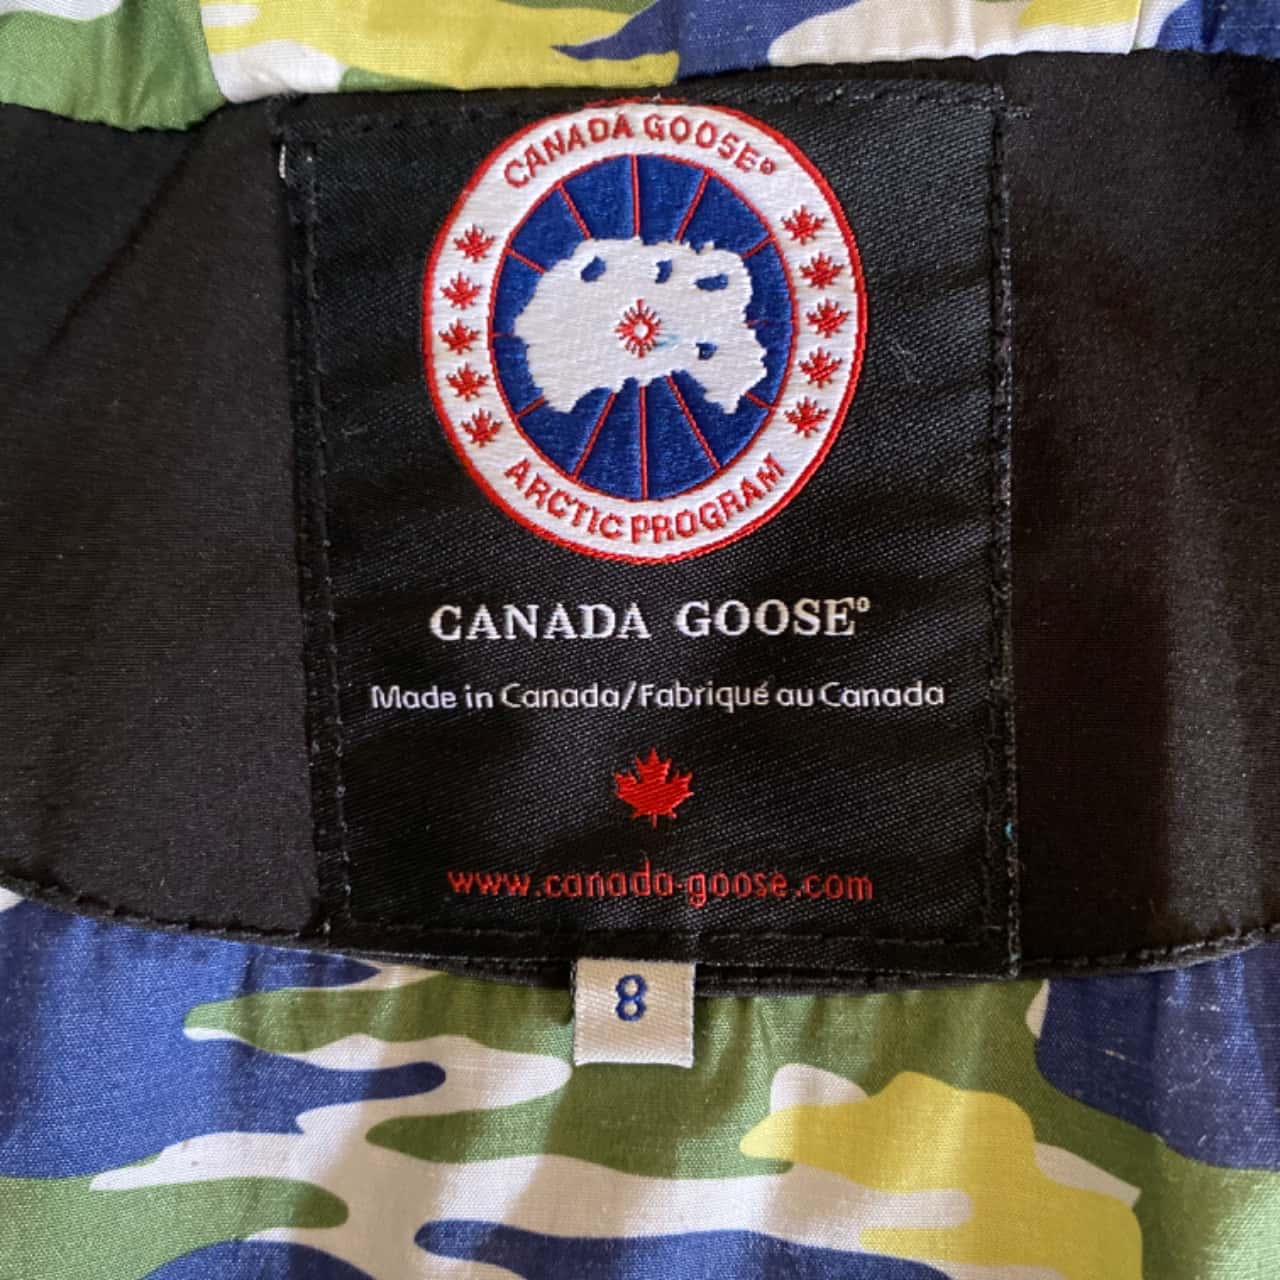 CANADA GOOSE®
ARCTIC PROGRAM
CANADA GOOSE®
Made in Canada/Fabriqué au Canada
www.canada-goose.com
8